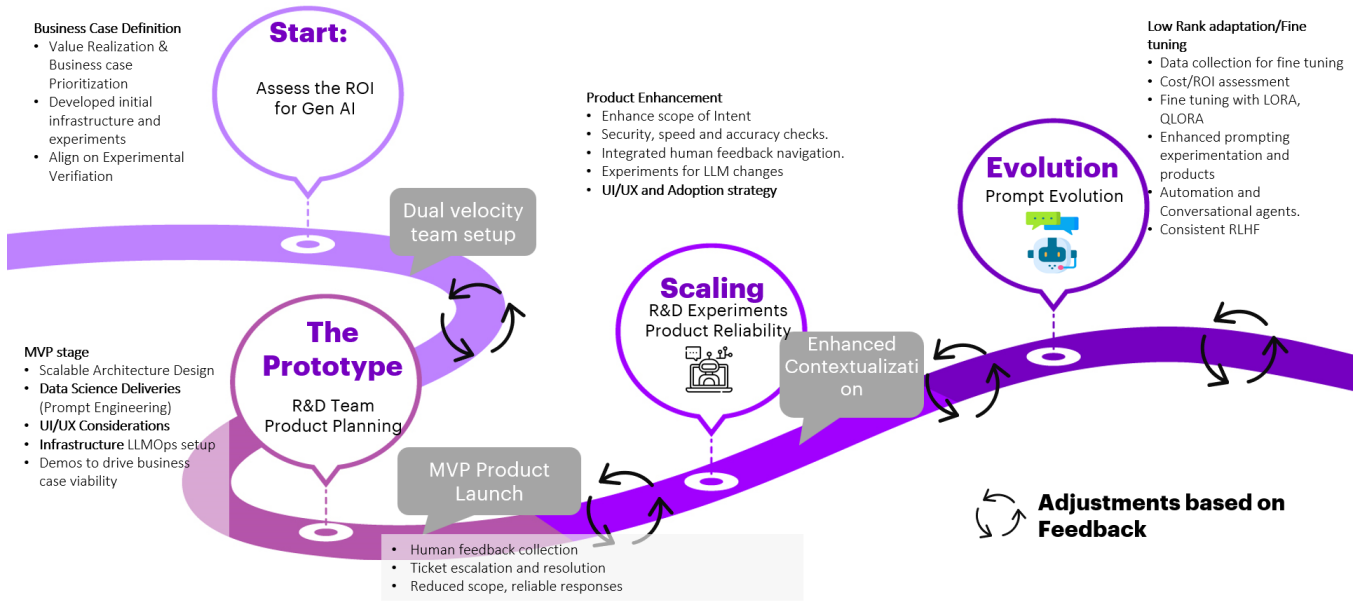 Business Case Definition
• Value Realization &
Business case
Prioritization
• Developed initial
infrastructure and
experiments
• Align on Experimental
Verifiation
Start:
Assess the ROI
for Gen AI
Dual velocity
team setup
MVP stage
• Scalable Architecture Design
• Data Science Deliveries
(Prompt Engineering)
• UI/UX Considerations
• Infrastructure LLMOps setup
• Demos to drive business
case viability
The
Prototype
R&D Team
Product Planning
MVP Product
Launch
• Human feedback collection
• Ticket escalation and resolution
• Reduced scope, reliable responses
Product Enhancement
• Enhance scope of Intent
• Security, speed and accuracy checks.
• Integrated human feedback navigation.
• Experiments for LLM changes
• UI/UX and Adoption strategy
Scaling
R&D Experiments
Product Reliability
Enhanced
Contextualizati
on
Evolution
Prompt Evolution
Low Rank adaptation/Fine
tuning
• Data collection for fine tuning
• Cost/ROI assessment
• Fine tuning with LORA,
QLORA
• Enhanced prompting
experimentation and
products
• Automation and
Conversational agents.
• Consistent RLHF
Adjustments based on
Feedback